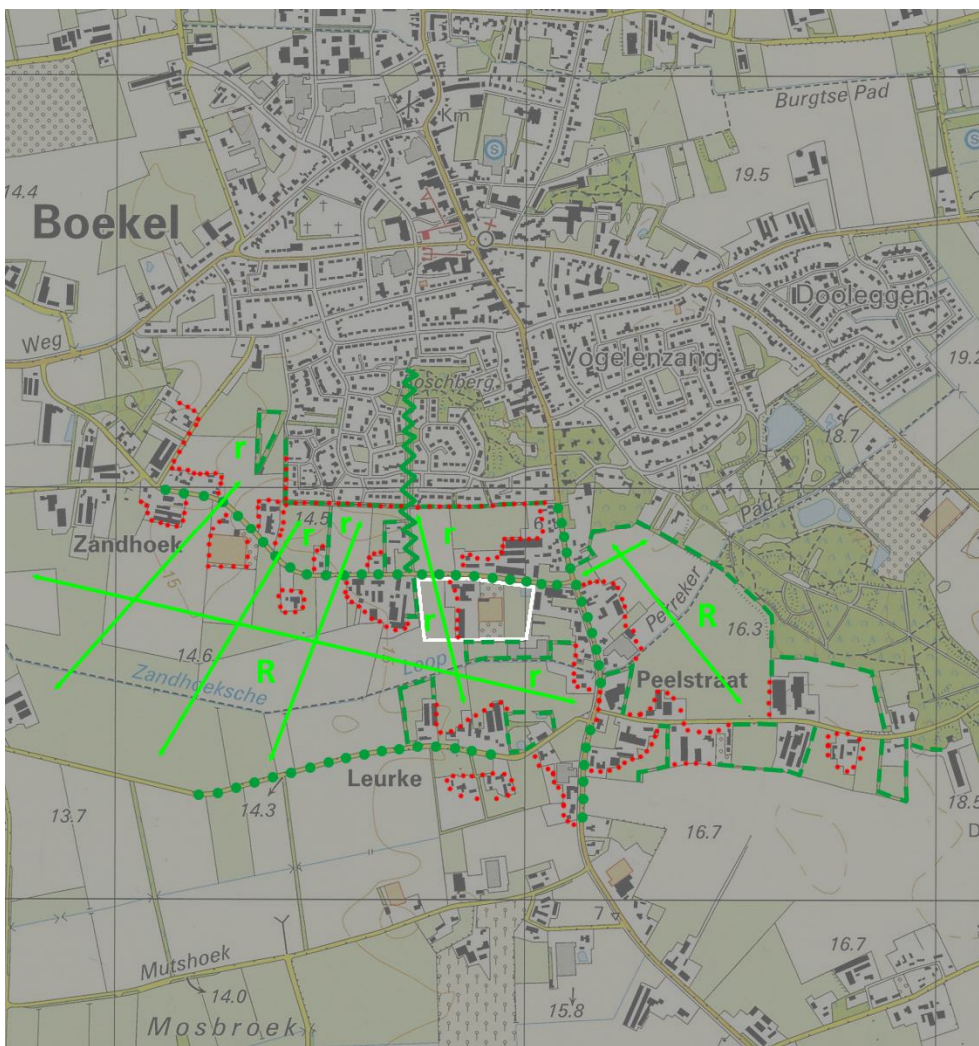 Burgtse Pad
Km
S
S
14.4
19.5
Boekel
Dooleggen
Weg
Vogelenzang
19.2
oschberg
18.7
r
Pad
14.5
r
r
6
Zandhoek
15
Perreker
r
R
16.3
14.6
R
Loop
r
Zandhoeksche
Peelstraat
Leurke
14.3
13.7
18.5
16.7
D
7
Mutshoek
14.0
16.7
15.8
Mosbroek